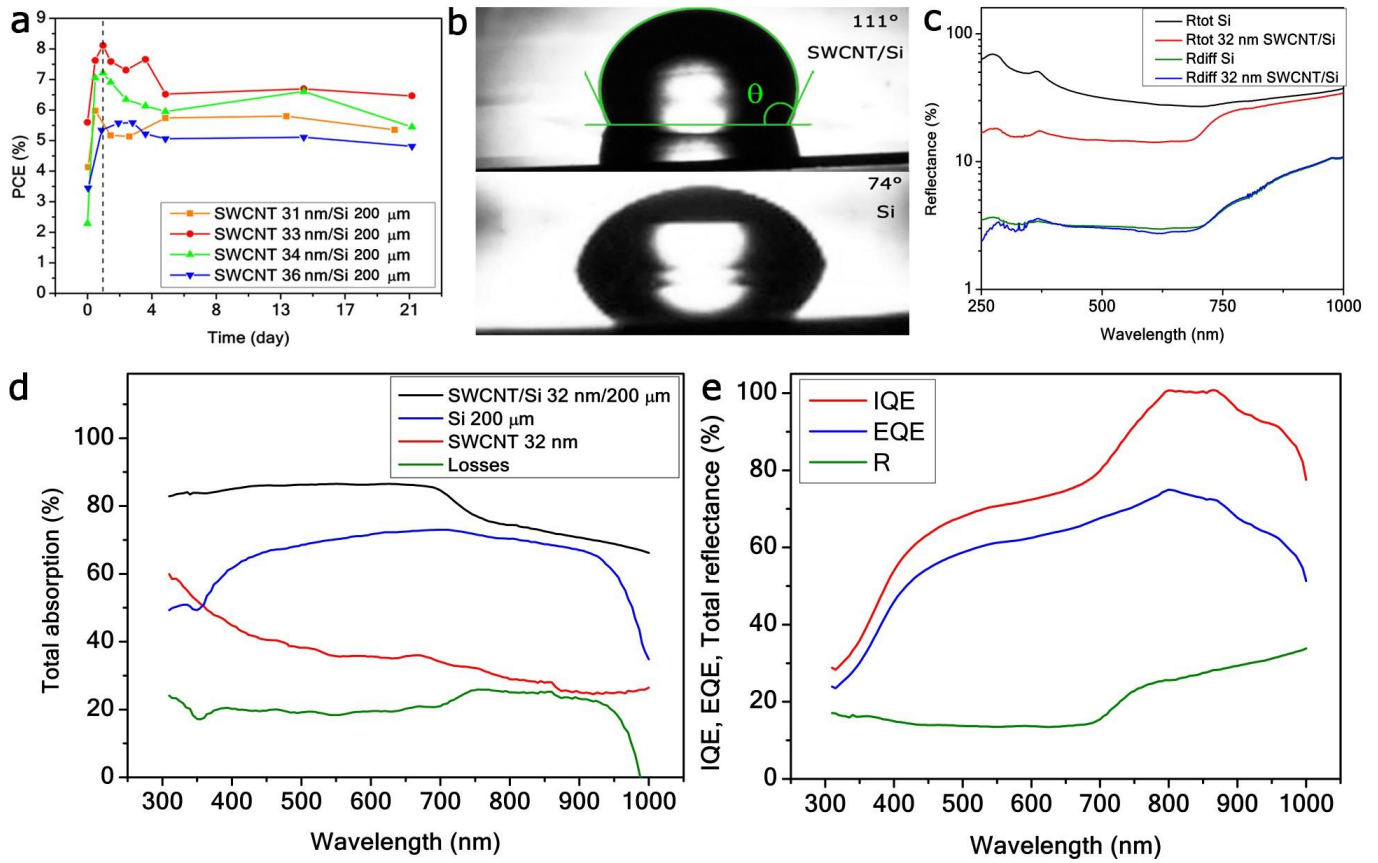 a
9
8
7
6
5
4
3
2
1
0
PCE (%)
SWCNT 31 nm/Si 200 μm
SWCNT 33 nm/Si 200 μm
SWCNT 34 nm/Si 200 μm
SWCNT 36 nm/Si 200 μm
0 4 8 13 17 21
Time (day)
b
111°
SWCNT/Si
θ
74°
Si
c
Rtot Si
Rtot 32 nm SWCNT/Si
Rdiff Si
Rdiff 32 nm SWCNT/Si
100
10
1
Reflectance (%)
250 500 750 1000
Wavelength (nm)
d
SWCNT/Si 32 nm/200 μm
Si 200 μm
SWCNT 32 nm
Losses
100
80
60
40
20
0
Total absorption (%)
300 400 500 600 700 800 900 1000
Wavelength (nm)
e
IQE
EQE
R
100
80
60
40
20
0
IQE, EQE, Total reflectance (%)
300 400 500 600 700 800 900 1000
Wavelength (nm)